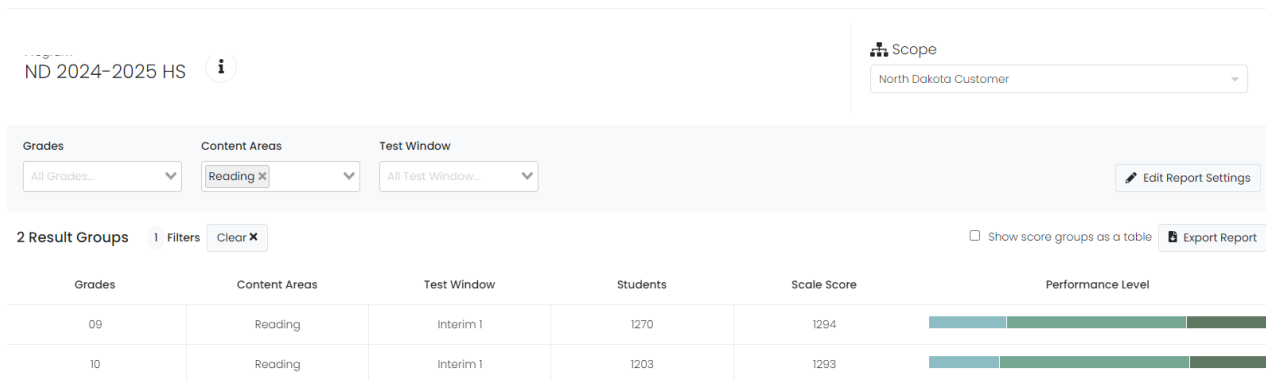 ND 2024-2025 HS
Scope
North Dakota Customer
Grades Content Areas Test Window
All Grades... Reading × All Test Window...
Edit Report Settings
2 Result Groups 1 Filters Clear × Show score groups as a table Export Report
Grades Content Areas Test Window Students Scale Score Performance Level
09 Reading Interim 1 1270 1294
10 Reading Interim 1 1203 1293